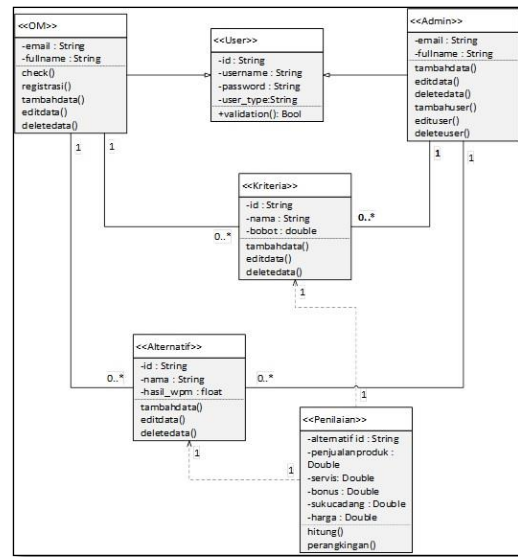 <<OM>>
-email : String
-fullname : String
check()
registrasi()
tambahdata()
editdata()
deletedata()
1
1
<<User>>
-id : String
-username : String
-password : String
-user_type:String
+validation(): Bool
<<Admin>>
-email : String
-fullname : String
tambahdata()
editdata()
deletedata()
tambahuser()
edituser()
deleteuser()
1
1
<<Kriteria>>
-id : String
-nama : String
-bobot : double
tambahdata()
editdata()
deletedata()
0..*
0..*
1
<<Alternatif>>
-id : String
-nama : String
-hasil_wpm : float
tambahdata()
editdata()
deletedata()
0..*
0..*
1
1
1
<<Penilaian>>
-alternatif id : String
-penjualanproduk :
Double
-servis: Double
-bonus : Double
-sukucadang : Double
-harga : Double
hitung()
perangkingan()